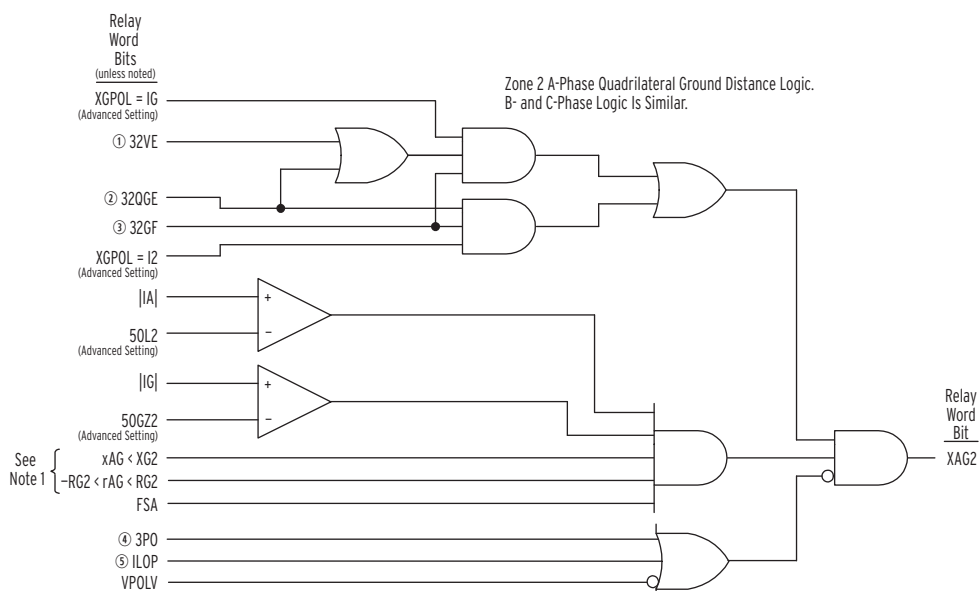 Relay
Word
Bits
(unless noted)
XGPOL = IG
(Advanced Setting)
① 32VE
② 32QGE
③ 32GF
XGPOL = I2
(Advanced Setting)
Zone 2 A-Phase Quadrilateral Ground Distance Logic.
B- and C-Phase Logic Is Similar.
|IA|
+
50L2
–
(Advanced Setting)
|IG|
+
50GZ2
–
(Advanced Setting)
See
Note 1
xAG < XG2
–RG2 < rAG < RG2
FSA
④ 3PO
⑤ ILOP
VPOLV
Relay
Word
Bit
XAG2